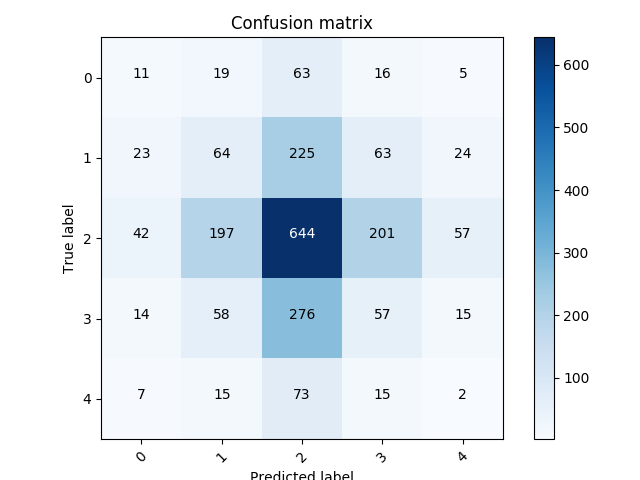 Confusion matrix
True label
0 11 19 63 16 5
1 23 64 225 63 24
2 42 197 644 201 57
3 14 58 276 57 15
4 7 15 73 15 2
0 1 2 3 4
Predicted label
600
500
400
300
200
100